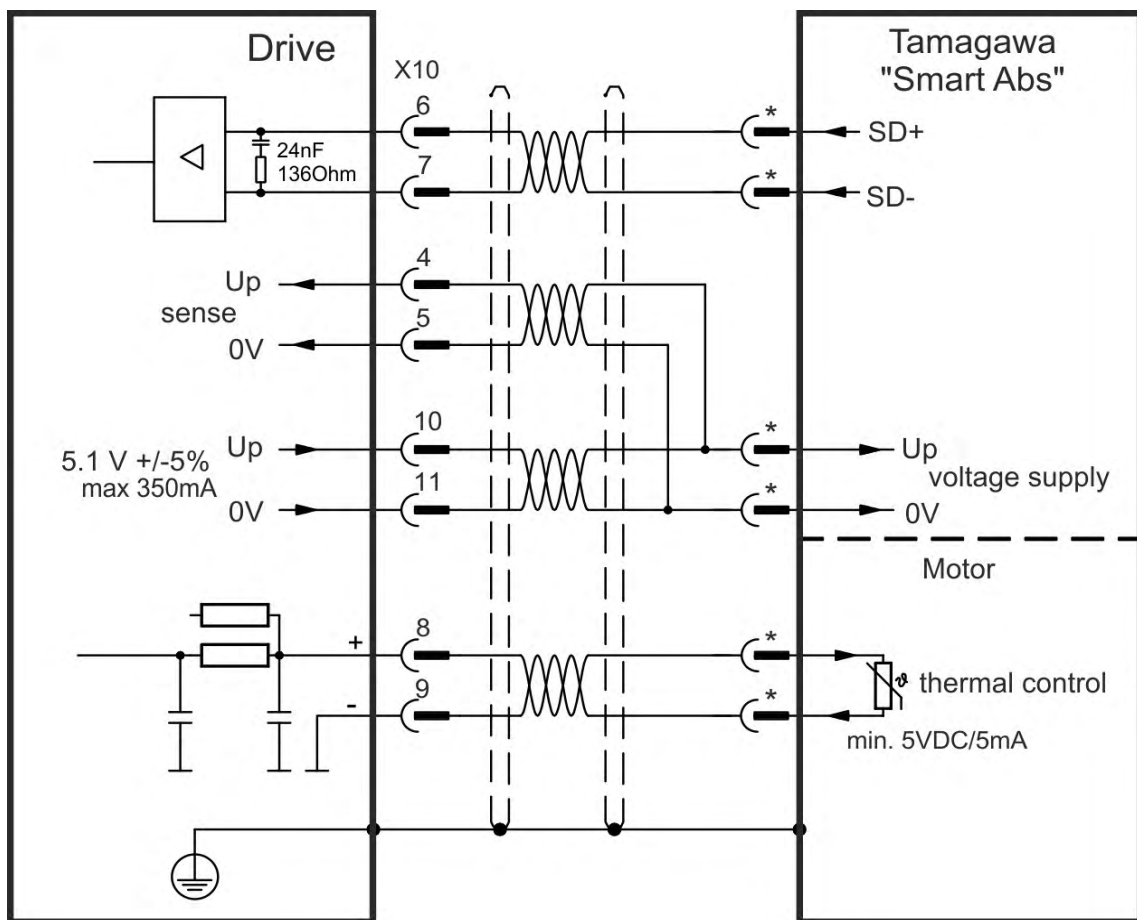 Drive
Tamagawa
"Smart Abs"
X10
6
*
SD+
24nF
136Ohm
7
*
SD-
4
Up
sense
5
0V
10
*
5.1 V +/-5%
Up
Up
max 350mA
voltage supply
11
*
0V
0V
Motor
8
*
+
ϑ thermal control
9
*
-
min. 5VDC/5mA